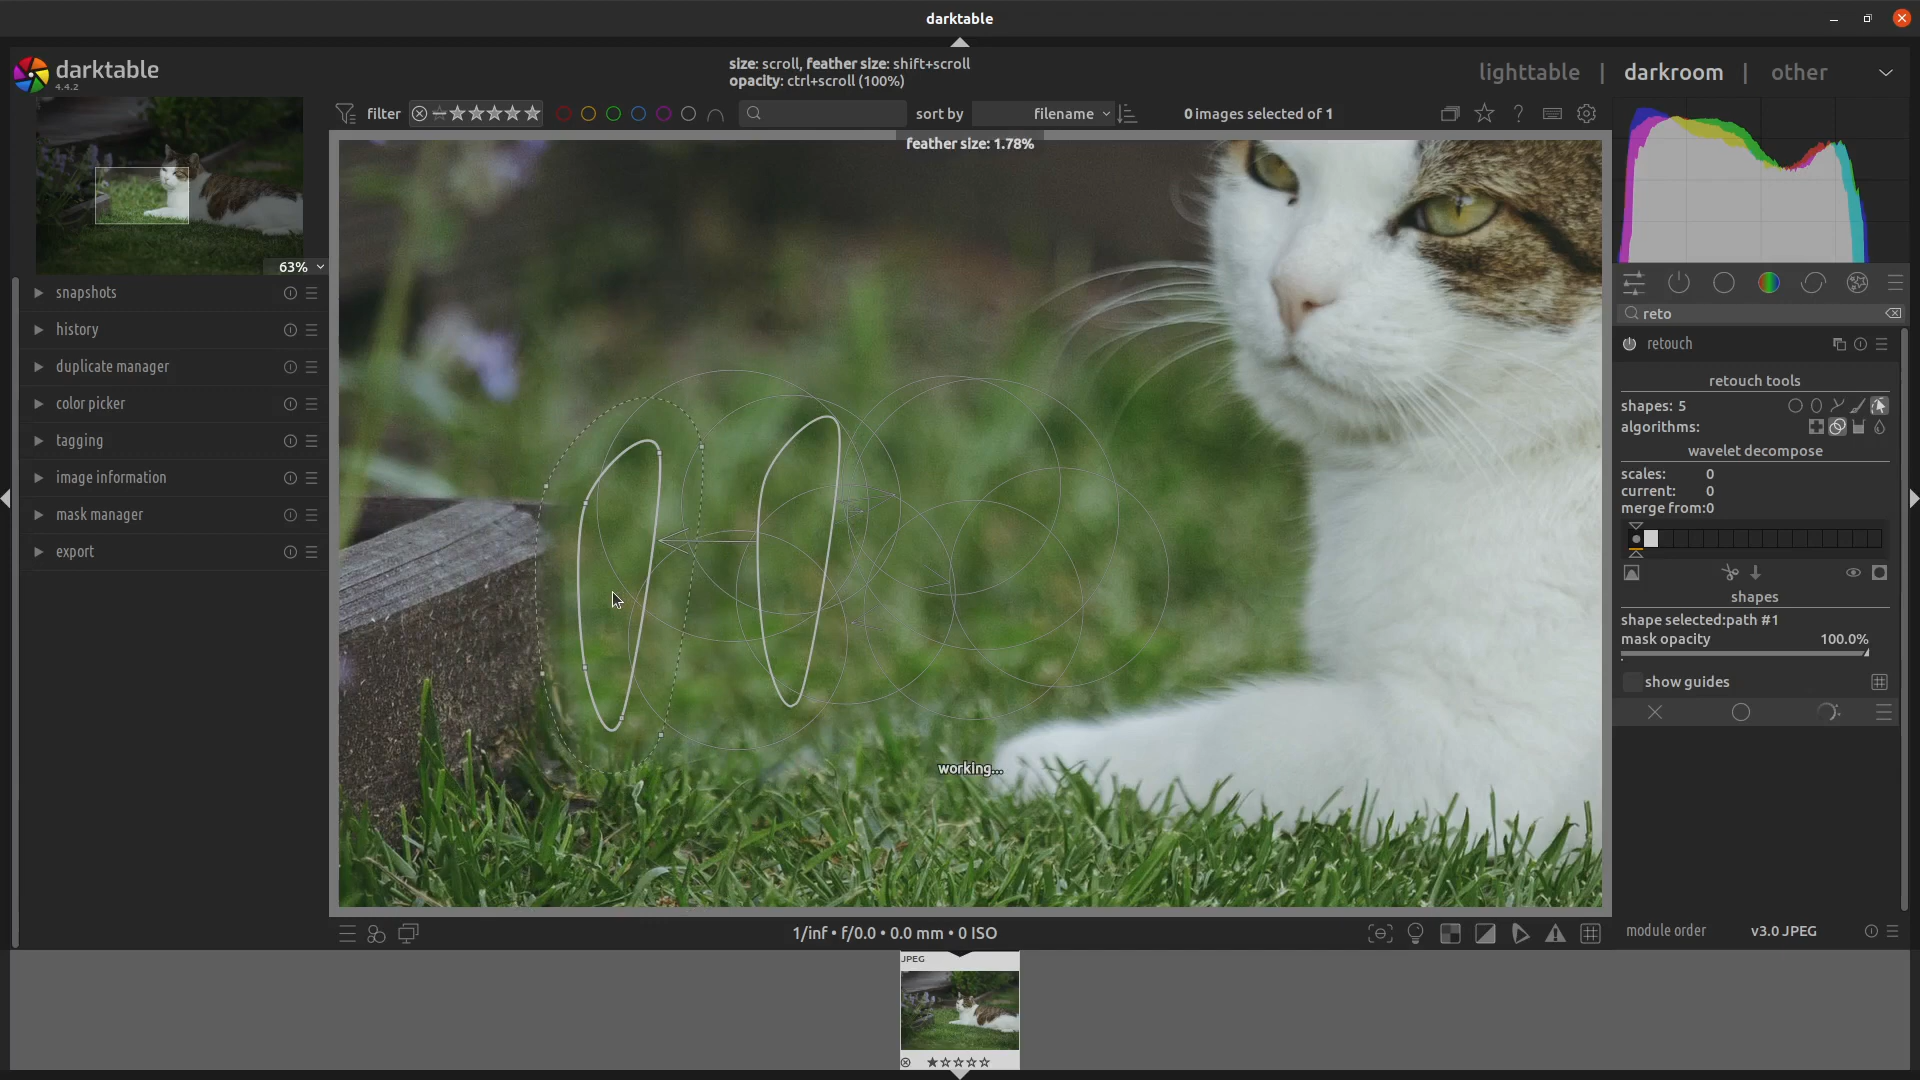 darktable
darktable
4.4.2
size: scroll, feather size: shift+scroll
opacity: ctrl+scroll (100%)
lighttable | darkroom | other
filter
sort by
filename
0 images selected of 1
feather size: 1.78%
63%
snapshots
history
duplicate manager
color picker
tagging
image information
mask manager
export
working...
reto
retouch
retouch tools
shapes: 5
algorithms:
wavelet decompose
scales: 0
current: 0
merge from:0
shapes
shape selected:path #1
mask opacity 100.0%
show guides
1/inf • f/0.0 • 0.0 mm • 0 ISO
module order v3.0 JPEG
JPEG